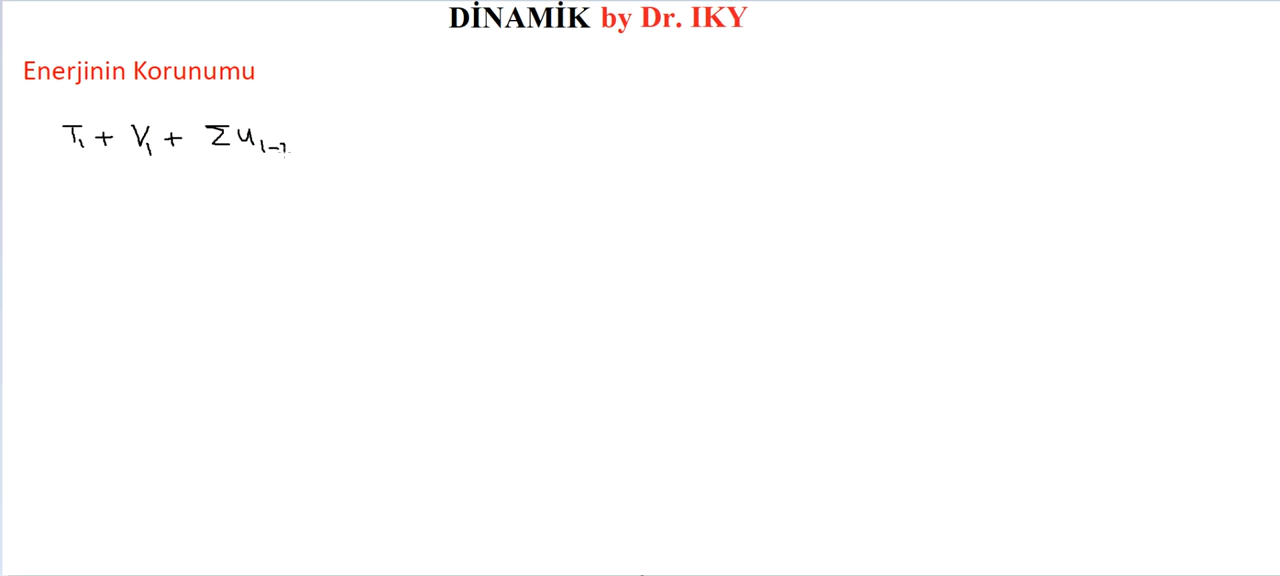 DİNAMİK by Dr. IKY
Enerjinin Korunumu
T₁ + V₁ + ΣU₁₋₂